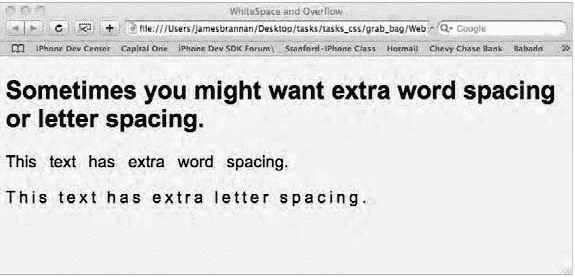 WhiteSpace and Overflow
file:///Users/jamesbrannan/Desktop/tasks/tasks_css/grab_bag/Web
Google
iPhone Dev Center Capital One iPhone Dev SDK Forum\ Stanford-iPhone Class Hotmail Chevy Chase Bank Babado
Sometimes you might want extra word spacing
or letter spacing.
This text has extra word spacing.
This text has extra letter spacing.